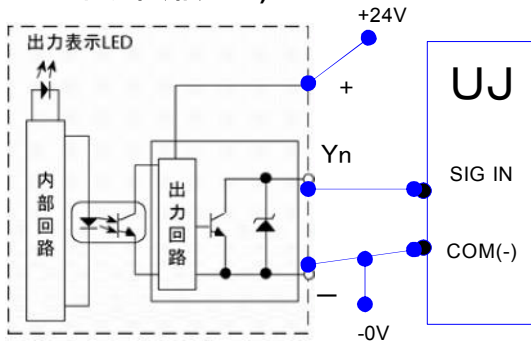 +24V
出力表示LED
+
UJ
Yn
内部回路
出力回路
SIG IN
COM(-)
—
-0V